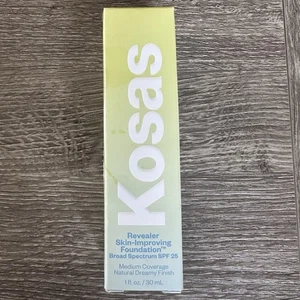 Kosas
Revealer
Skin-Improving
Foundation™
Broad Spectrum SPF 25
Medium Coverage
Natural Dreamy Finish
1 fl oz. / 30 mL